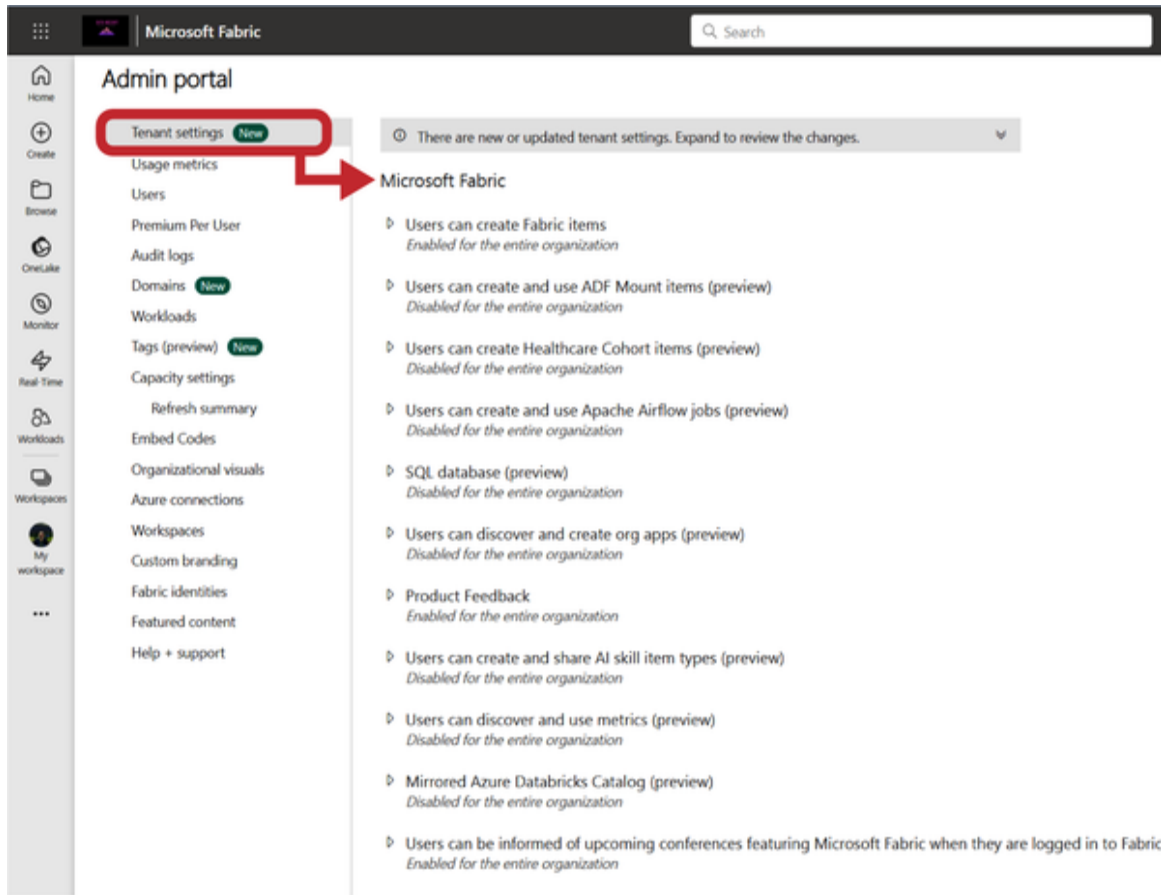 Microsoft Fabric
Search
Home
Create
Browse
OneLake
Monitor
Real-Time
Workloads
Workspaces
My
workspace
Admin portal
Tenant settings New
Usage metrics
Users
Premium Per User
Audit logs
Domains New
Workloads
Tags (preview) New
Capacity settings
Refresh summary
Embed Codes
Organizational visuals
Azure connections
Workspaces
Custom branding
Fabric identities
Featured content
Help + support
There are new or updated tenant settings. Expand to review the changes.
Microsoft Fabric
Users can create Fabric items
Enabled for the entire organization
Users can create and use ADF Mount items (preview)
Disabled for the entire organization
Users can create Healthcare Cohort items (preview)
Disabled for the entire organization
Users can create and use Apache Airflow jobs (preview)
Disabled for the entire organization
SQL database (preview)
Disabled for the entire organization
Users can discover and create org apps (preview)
Disabled for the entire organization
Product Feedback
Enabled for the entire organization
Users can create and share AI skill item types (preview)
Disabled for the entire organization
Users can discover and use metrics (preview)
Disabled for the entire organization
Mirrored Azure Databricks Catalog (preview)
Disabled for the entire organization
Users can be informed of upcoming conferences featuring Microsoft Fabric when they are logged in to Fabric
Enabled for the entire organization